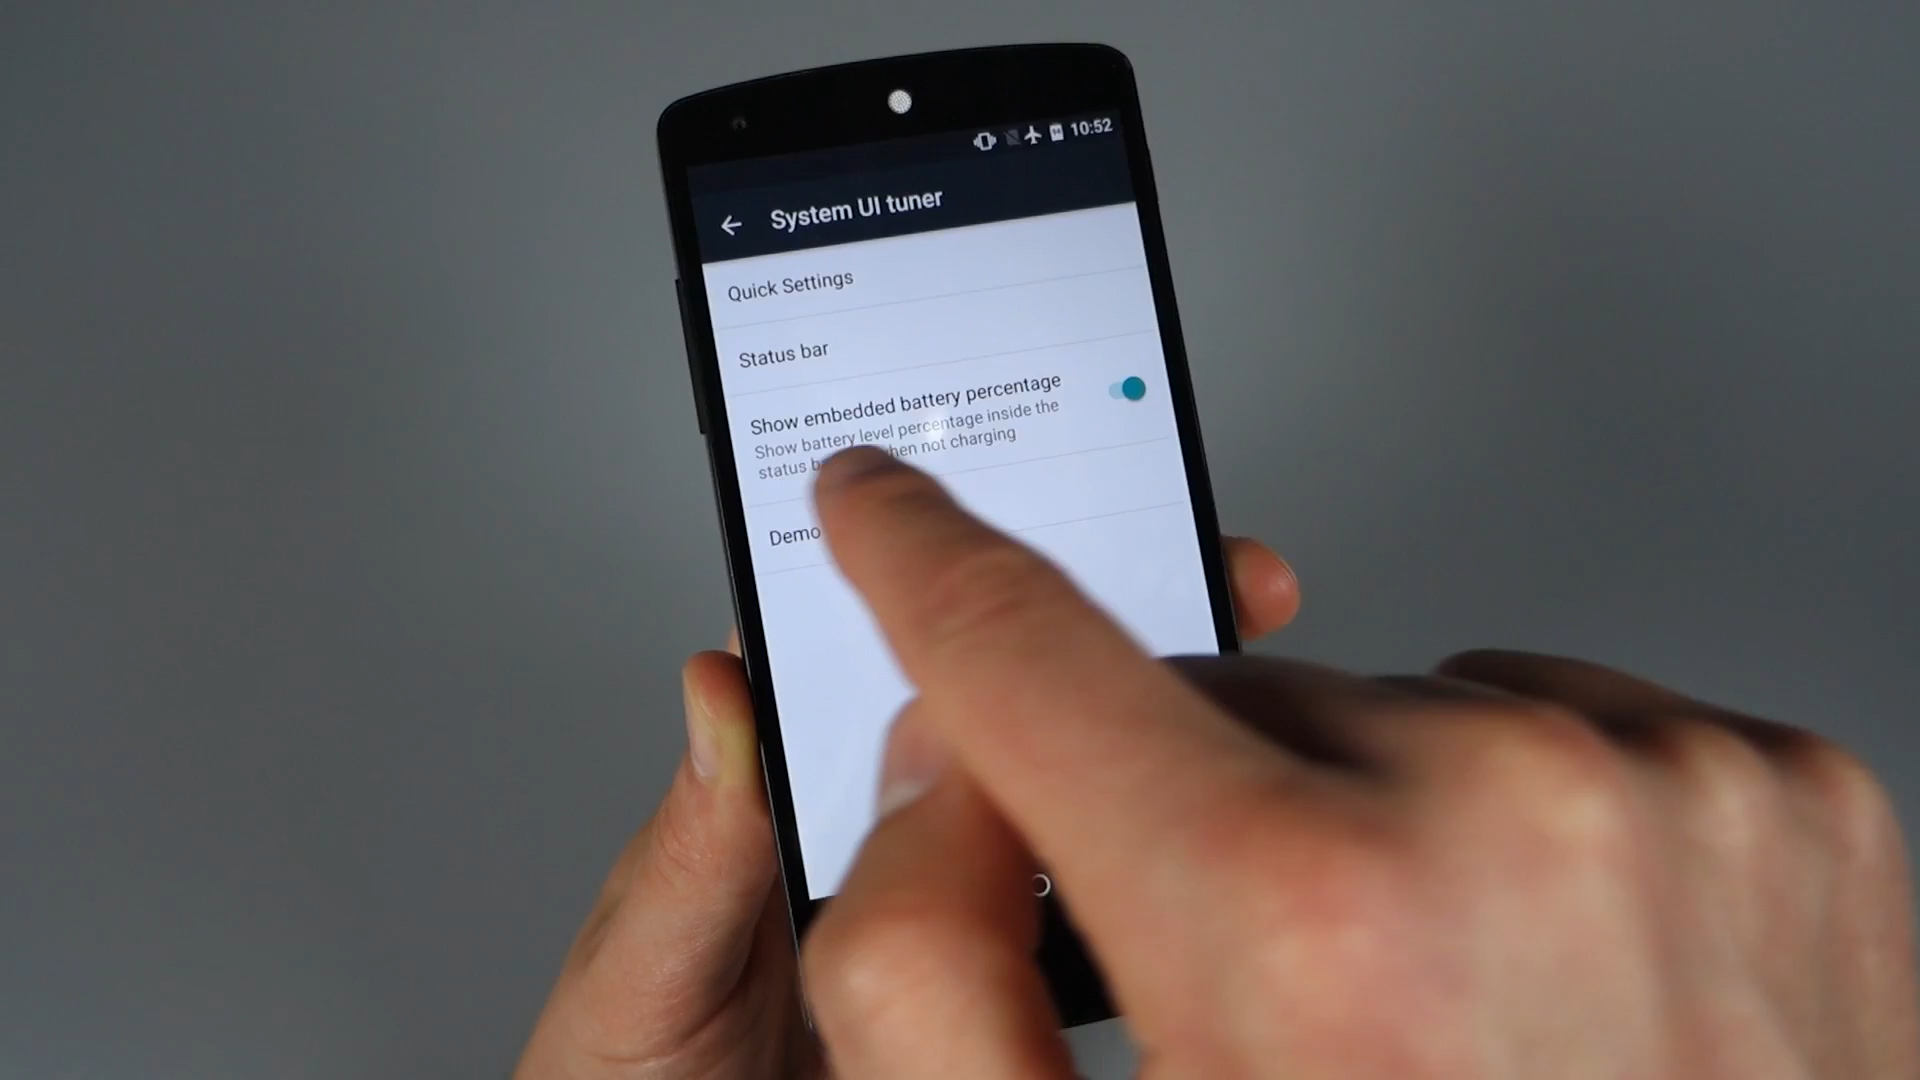 10:52
System UI tuner
Quick Settings
Status bar
Show embedded battery percentage
Show battery level percentage inside the
status when not charging
Demo